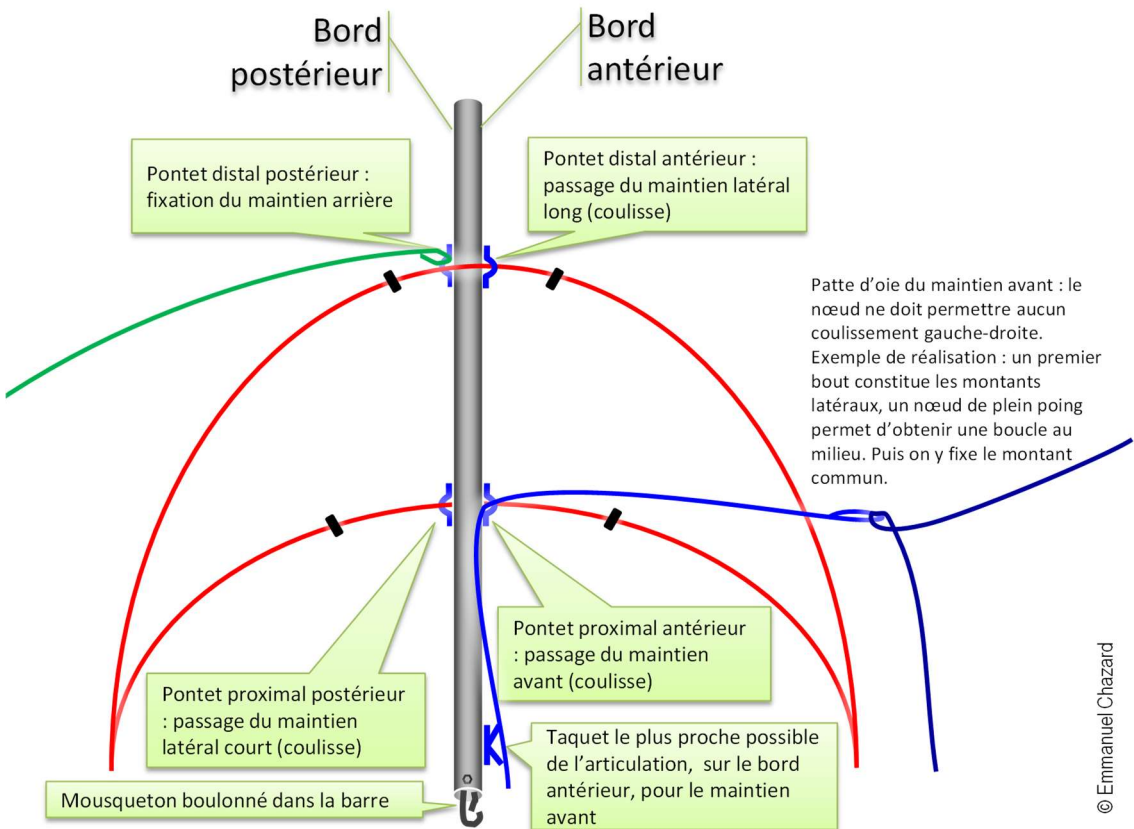 Bord
postérieur
Bord
antérieur
Pontet distal postérieur :
fixation du maintien arrière
Pontet distal antérieur :
passage du maintien latéral
long (coulisse)
Patte d’oie du maintien avant : le
nœud ne doit permettre aucun
coulissement gauche-droite.
Exemple de réalisation : un premier
bout constitue les montants
latéraux, un nœud de plein poing
permet d’obtenir une boucle au
milieu. Puis on y fixe le montant
commun.
Pontet proximal antérieur
: passage du maintien
avant (coulisse)
Pontet proximal postérieur
: passage du maintien
latéral court (coulisse)
Taquet le plus proche possible
de l’articulation, sur le bord
antérieur, pour le maintien
avant
Mousqueton boulonné dans la barre
© Emmanuel Chazard